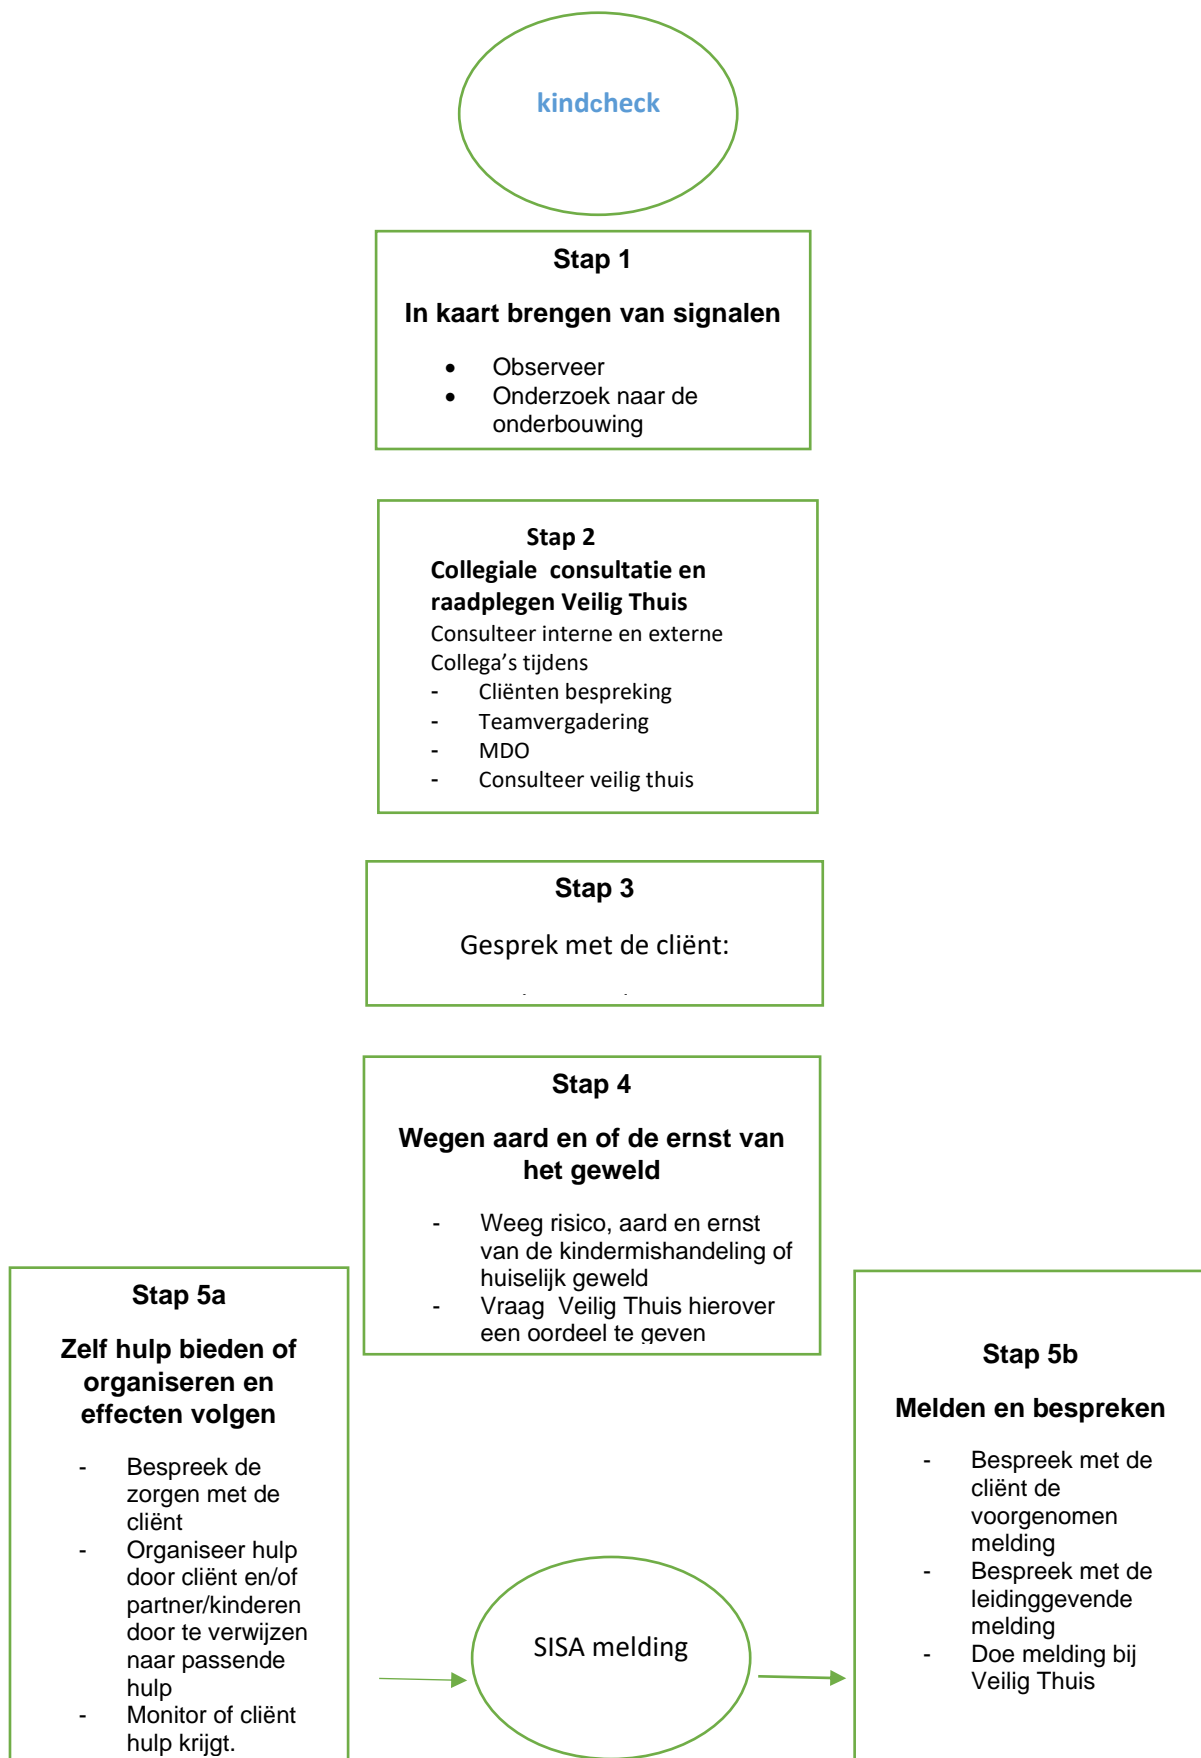 kindcheck
Stap 1
In kaart brengen van signalen
• Observeer
• Onderzoek naar de
onderbouwing
Stap 2
Collegiale consultatie en
raadplegen Veilig Thuis
Consulteer interne en externe
Collega's tijdens
- Cliënten bespreking
- Teamvergadering
- MDO
- Consulteer veilig thuis
Stap 3
Gesprek met de cliënt:
Stap 4
Wegen aard en of de ernst van
het geweld
- Weeg risico, aard en ernst
van de kindermishandeling of
huiselijk geweld
- Vraag Veilig Thuis hierover
een oordeel te geven
Stap 5a
Zelf hulp bieden of
organiseren en
effecten volgen
- Bespreek de
zorgen met de
cliënt
- Organiseer hulp
door cliënt en/of
partner/kinderen
door te verwijzen
naar passende
hulp
- Monitor of cliënt
hulp krijgt.
SISA melding
Stap 5b
Melden en bespreken
- Bespreek met de
cliënt de
voorgenomen
melding
- Bespreek met de
leidinggevende
melding
- Doe melding bij
Veilig Thuis